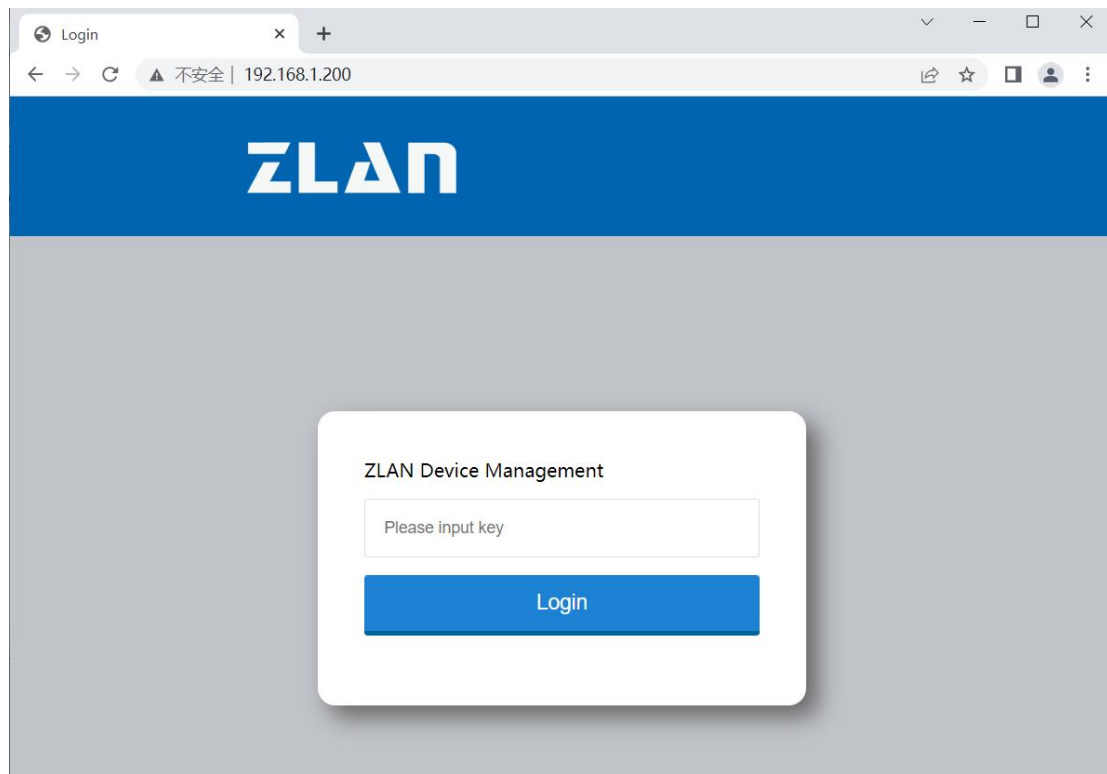 Login
不安全 | 192.168.1.200
ZLAN
ZLAN Device Management
Please input key
Login